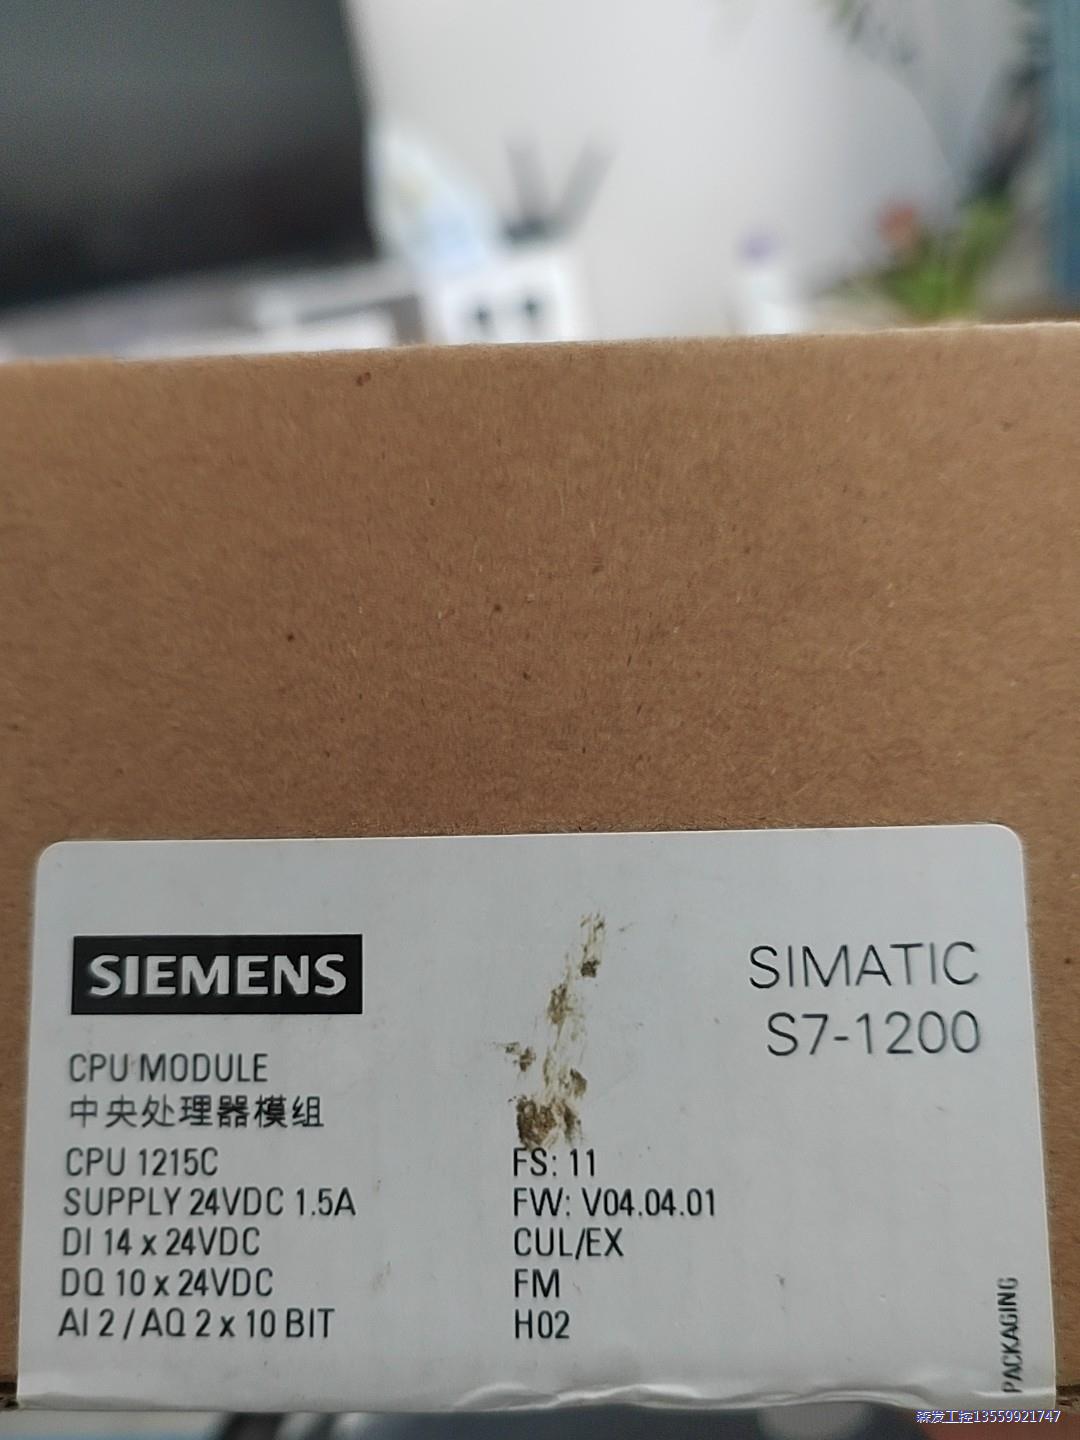 SIEMENS
SIMATIC
S7-1200
CPU MODULE
中央处理器模组
CPU 1215C
SUPPLY 24VDC 1.5A
DI 14 x 24VDC
DQ 10 x 24VDC
AI 2 / AQ 2 x 10 BIT
FS: 11
FW: V04.04.01
CUL/EX
FM
H02
PACKAGING
森发工控13559921747